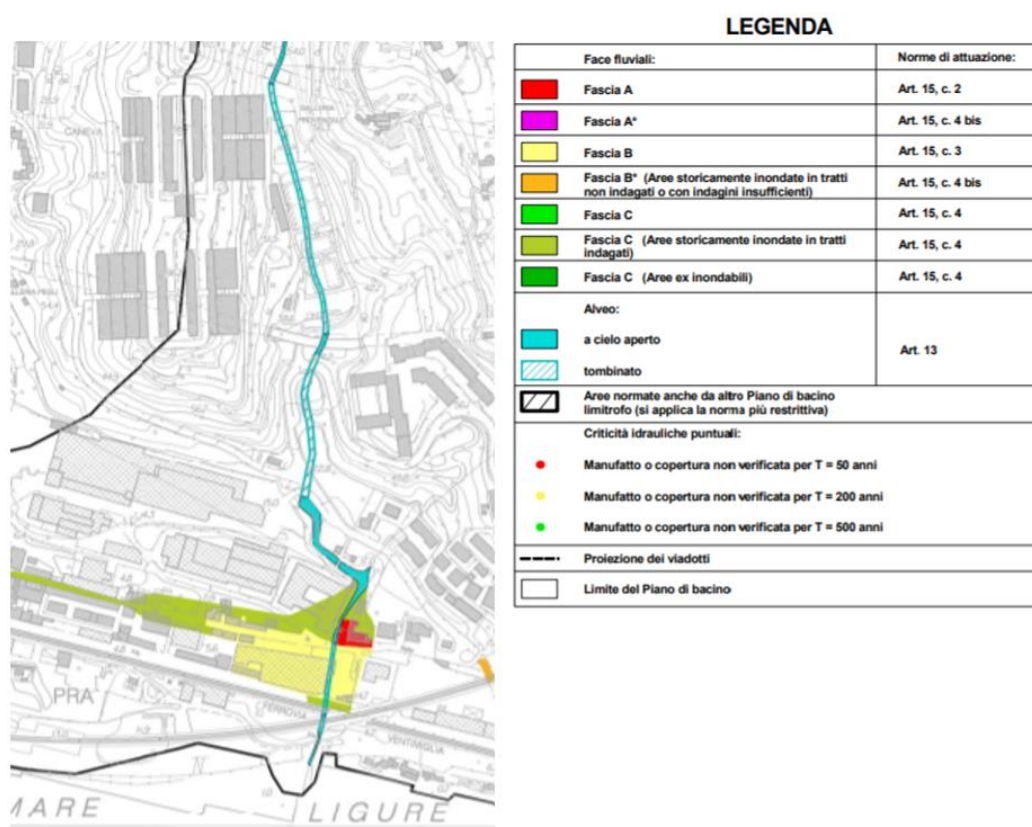 LEGENDA
Face fluviali: Norme di attuazione:
Fascia A Art. 15, c. 2
Fascia A* Art. 15, c. 4 bis
Fascia B Art. 15, c. 3
Fascia B* (Aree storicamente inondate in tratti
non indagati o con indagini insufficienti) Art. 15, c. 4 bis
Fascia C Art. 15, c. 4
Fascia C (Aree storicamente inondate in tratti
indagati) Art. 15, c. 4
Fascia C (Aree ex inondabili) Art. 15, c. 4
Alveo:
a cielo aperto
Art. 13
tombinato
Aree normate anche da altro Piano di bacino
limitrofo (si applica la norma più restrittiva)
Criticità idrauliche puntuali:
Manufatto o copertura non verificata per T = 50 anni
Manufatto o copertura non verificata per T = 200 anni
Manufatto o copertura non verificata per T = 500 anni
Proiezione dei viadotti
Limite del Piano di bacino
CANEVA
GALLERIA
PRA
FERROVIA
VENTIMIGLIA
N
MARE LIGURE